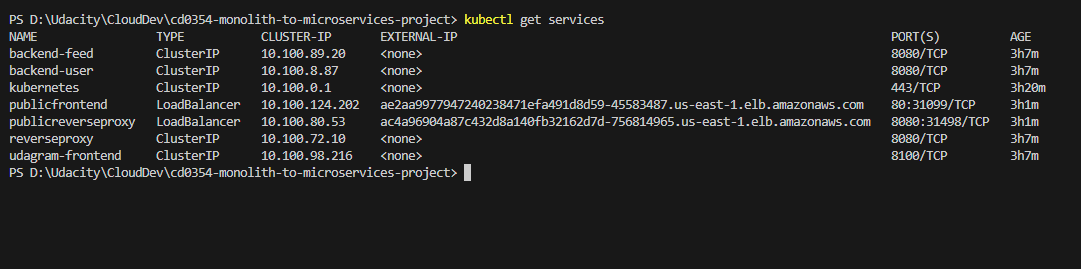 PS D:\Udacity\CloudDev\cd0354-monolith-to-microservices-project> kubectl get services
NAME TYPE CLUSTER-IP EXTERNAL-IP PORT(S) AGE
backend-feed ClusterIP 10.100.89.20 <none> 8080/TCP 3h7m
backend-user ClusterIP 10.100.8.87 <none> 8080/TCP 3h7m
kubernetes ClusterIP 10.100.0.1 <none> 443/TCP 3h20m
publicfrontend LoadBalancer 10.100.124.202 ae2aa9977947240238471efa491d8d59-45583487.us-east-1.elb.amazonaws.com 80:31099/TCP 3h1m
publicreverseproxy LoadBalancer 10.100.80.53 ac4a96904a87c432d8a140fb32162d7d-756814965.us-east-1.elb.amazonaws.com 8080:31498/TCP 3h1m
reverseproxy ClusterIP 10.100.72.10 <none> 8080/TCP 3h7m
udagram-frontend ClusterIP 10.100.98.216 <none> 8100/TCP 3h7m
PS D:\Udacity\CloudDev\cd0354-monolith-to-microservices-project>